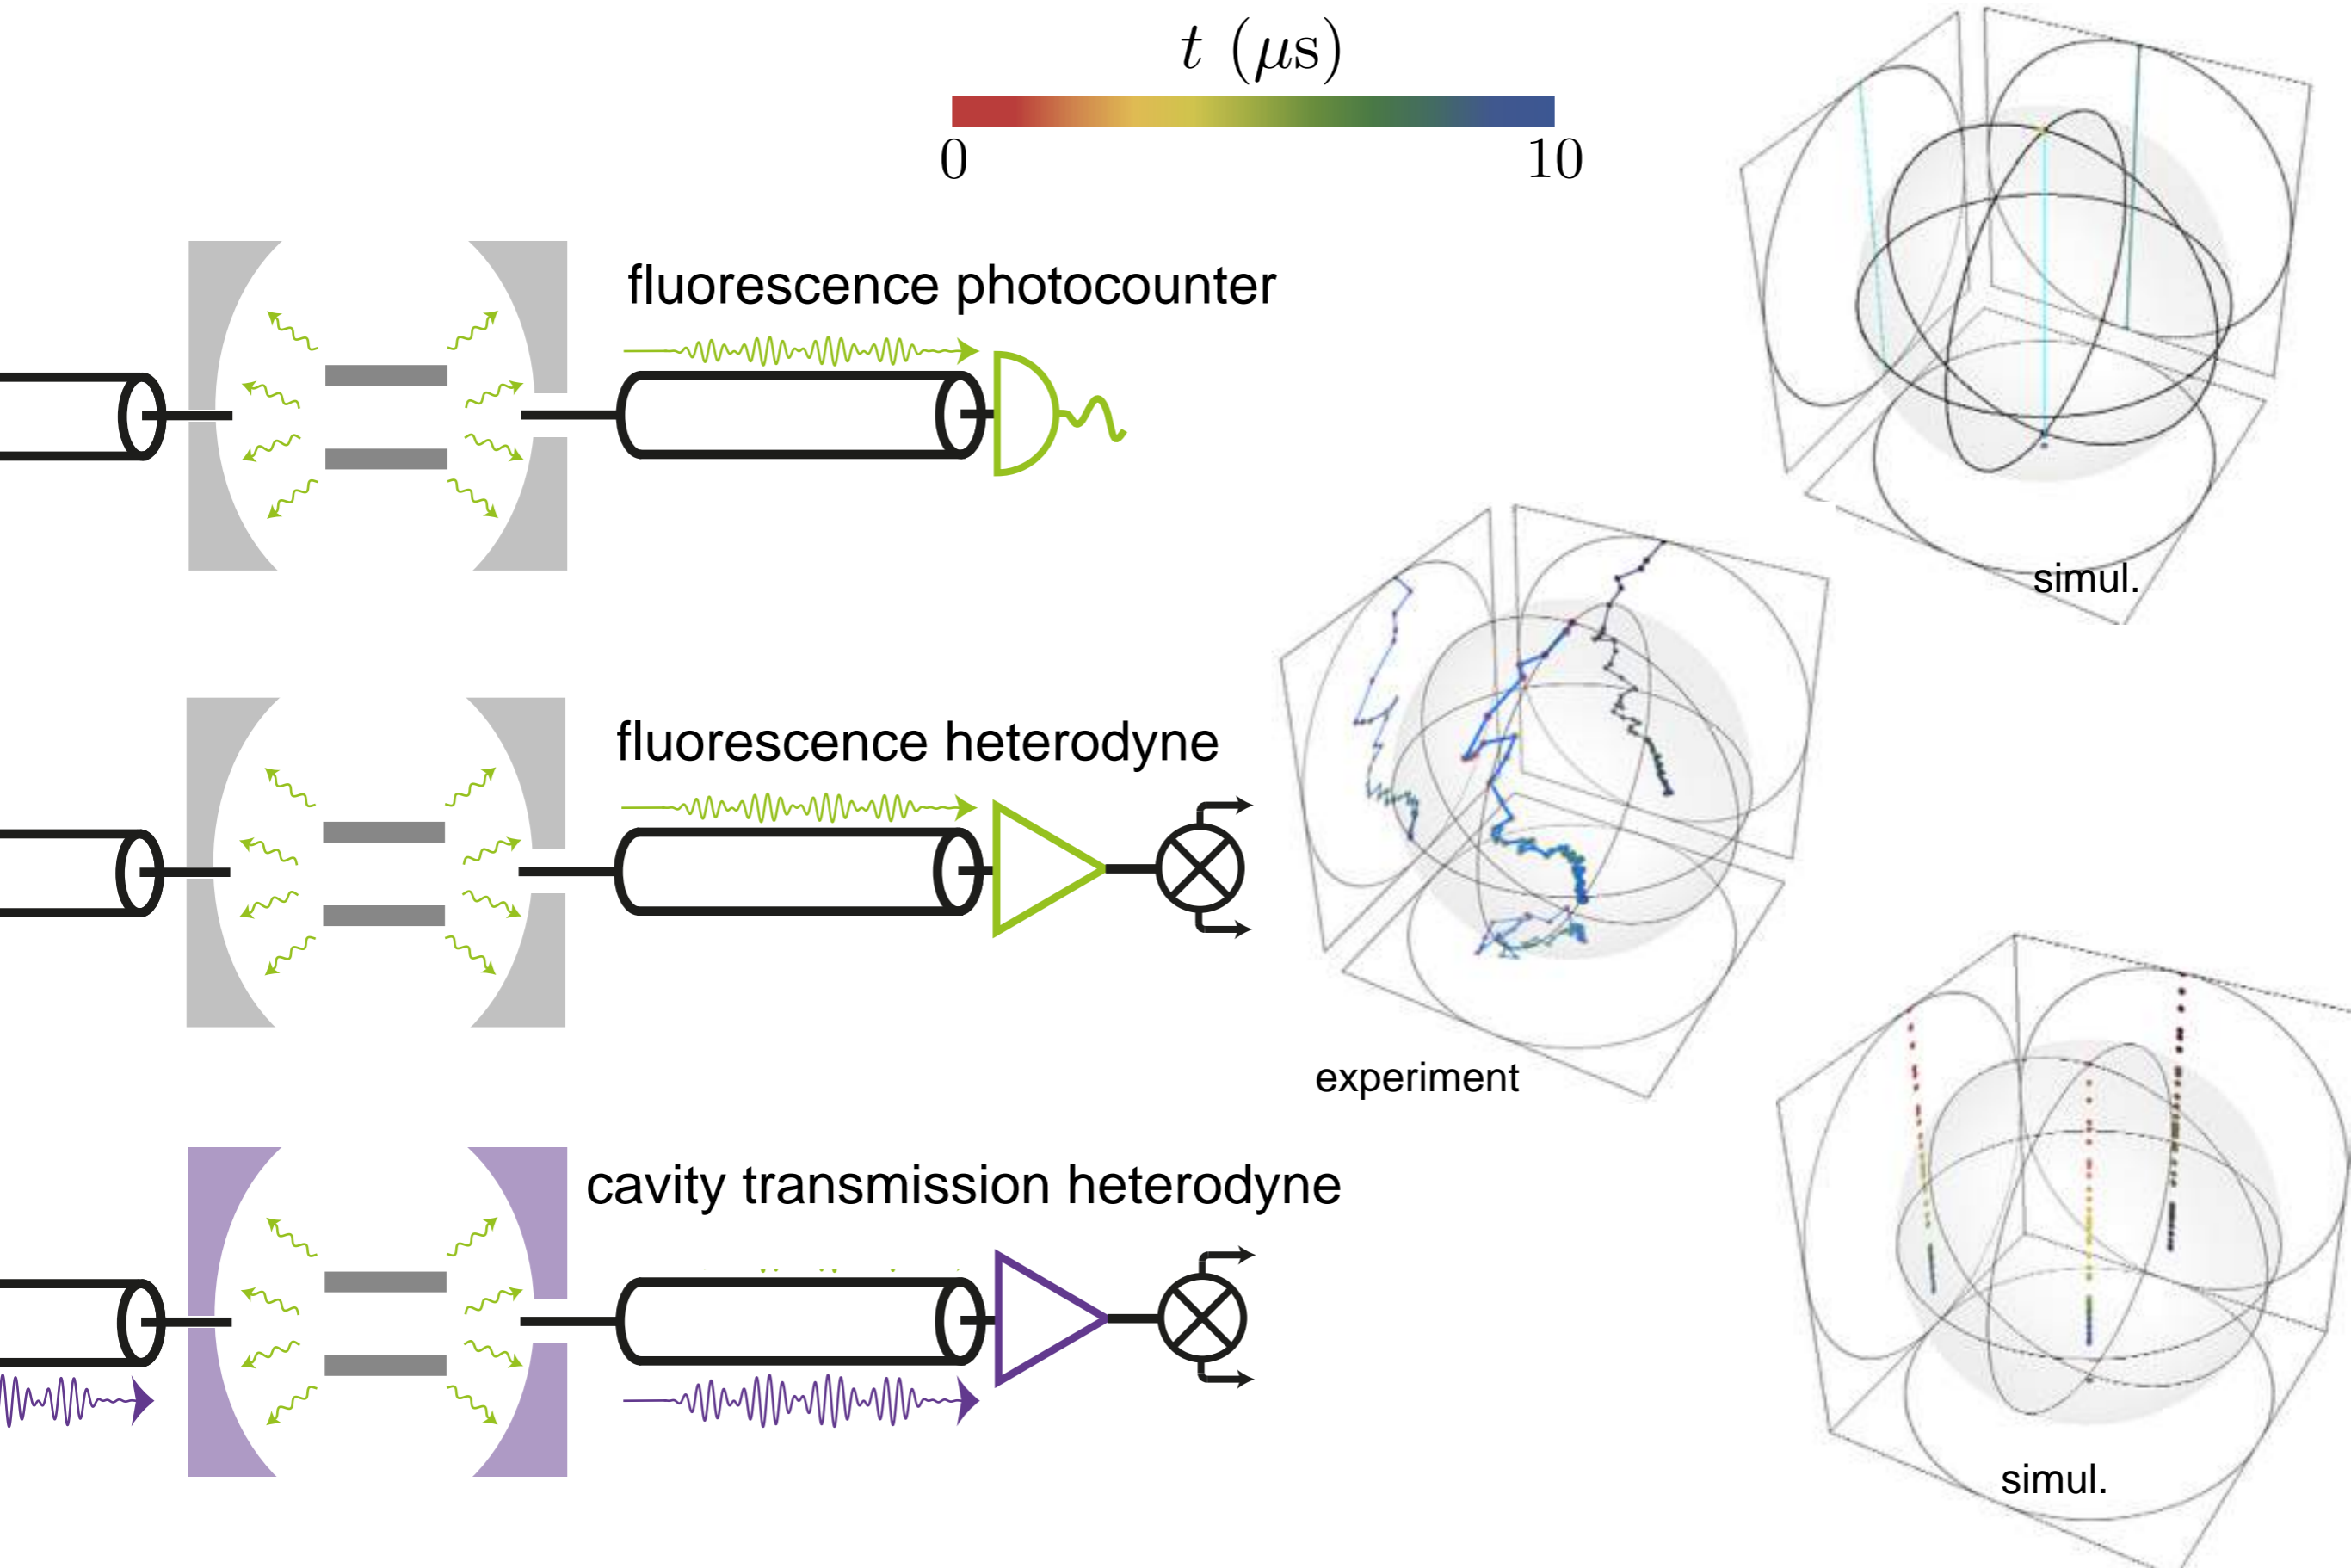 t (μs)
0 10
fluorescence photocounter
simul.
fluorescence heterodyne
experiment
cavity transmission heterodyne
simul.